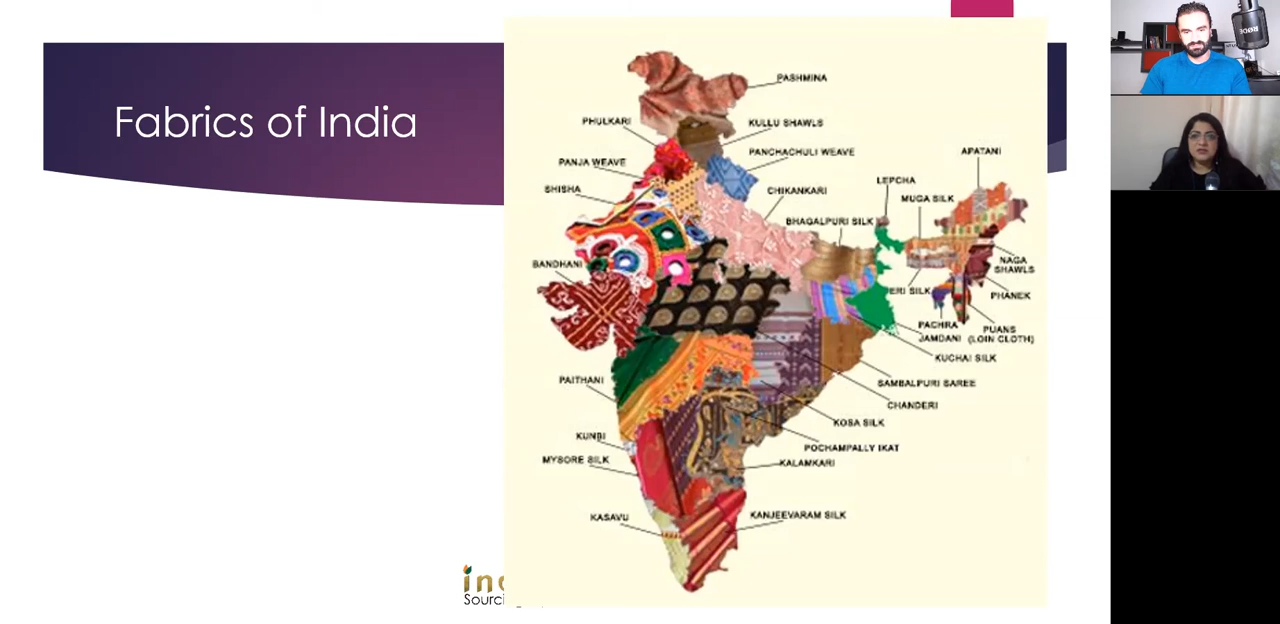 Fabrics of India
PASHMINA
PHULKARI
KULLU SHAWLS
PANJA WEAVE
PANCHACHULI WEAVE
APATANI
SHISHA
CHIKANKARI
LEPCHA
MUGA SILK
BHAGALPURI SILK
BANDHANI
NAGA
SHAWLS
ERI SILK
PHANEK
PACHRA
JAMDANI
PUANS
(LOIN CLOTH)
KUCHAI SILK
PAITHANI
SAMBALPURI SAREE
CHANDERI
KOSA SILK
KUNBI
POCHAMPALLY IKAT
MYSORE SILK
KALAMKARI
KASAVU
KANJEEVARAM SILK
RODE